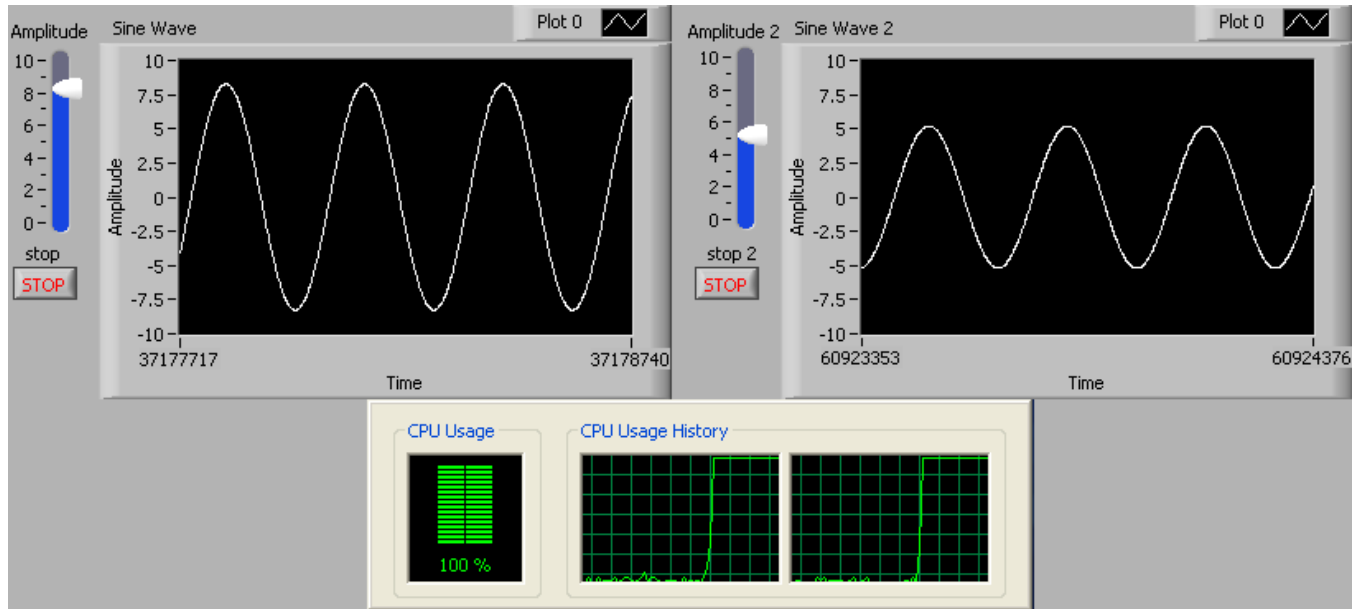 Amplitude
10
8
6
4
2
0
stop
STOP
Sine Wave
Plot 0
Amplitude
10
7.5
5
2.5
0
-2.5
-5
-7.5
-10
37177717
37178740
Time
Amplitude 2
10
8
6
4
2
0
stop 2
STOP
Sine Wave 2
Plot 0
Amplitude
10
7.5
5
2.5
0
-2.5
-5
-7.5
-10
60923353
60924376
Time
CPU Usage
100 %
CPU Usage History